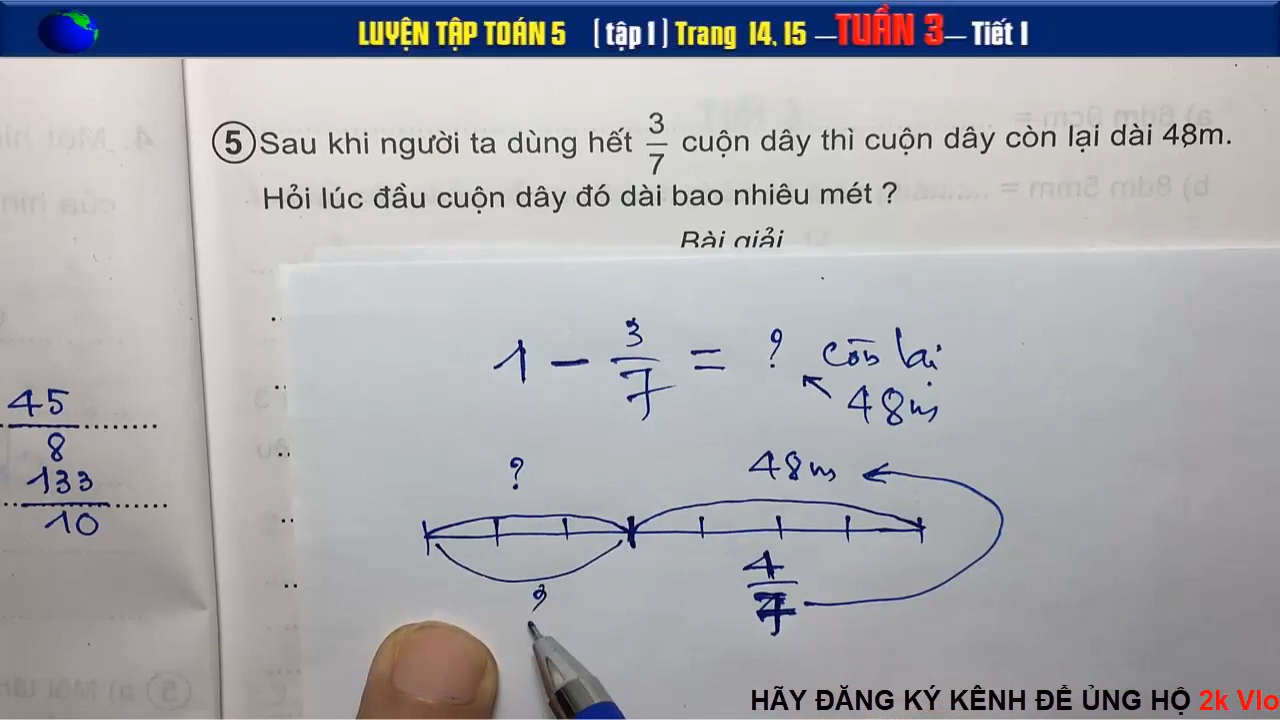 LUYỆN TẬP TOÁN 5 [ tập 1 ] Trang 14, 15 – TUẦN 3 – Tiết 1
5 Sau khi người ta dùng hết 3/7 cuộn dây thì cuộn dây còn lại dài 48m.
Hỏi lúc đầu cuộn dây đó dài bao nhiêu mét ?
Bài giải
1 - 3/7 = ? còn lại
48m
45/8
133/10
? 48m
4/7
?
HÃY ĐĂNG KÝ KÊNH ĐỂ ỦNG HỘ 2k Vlo